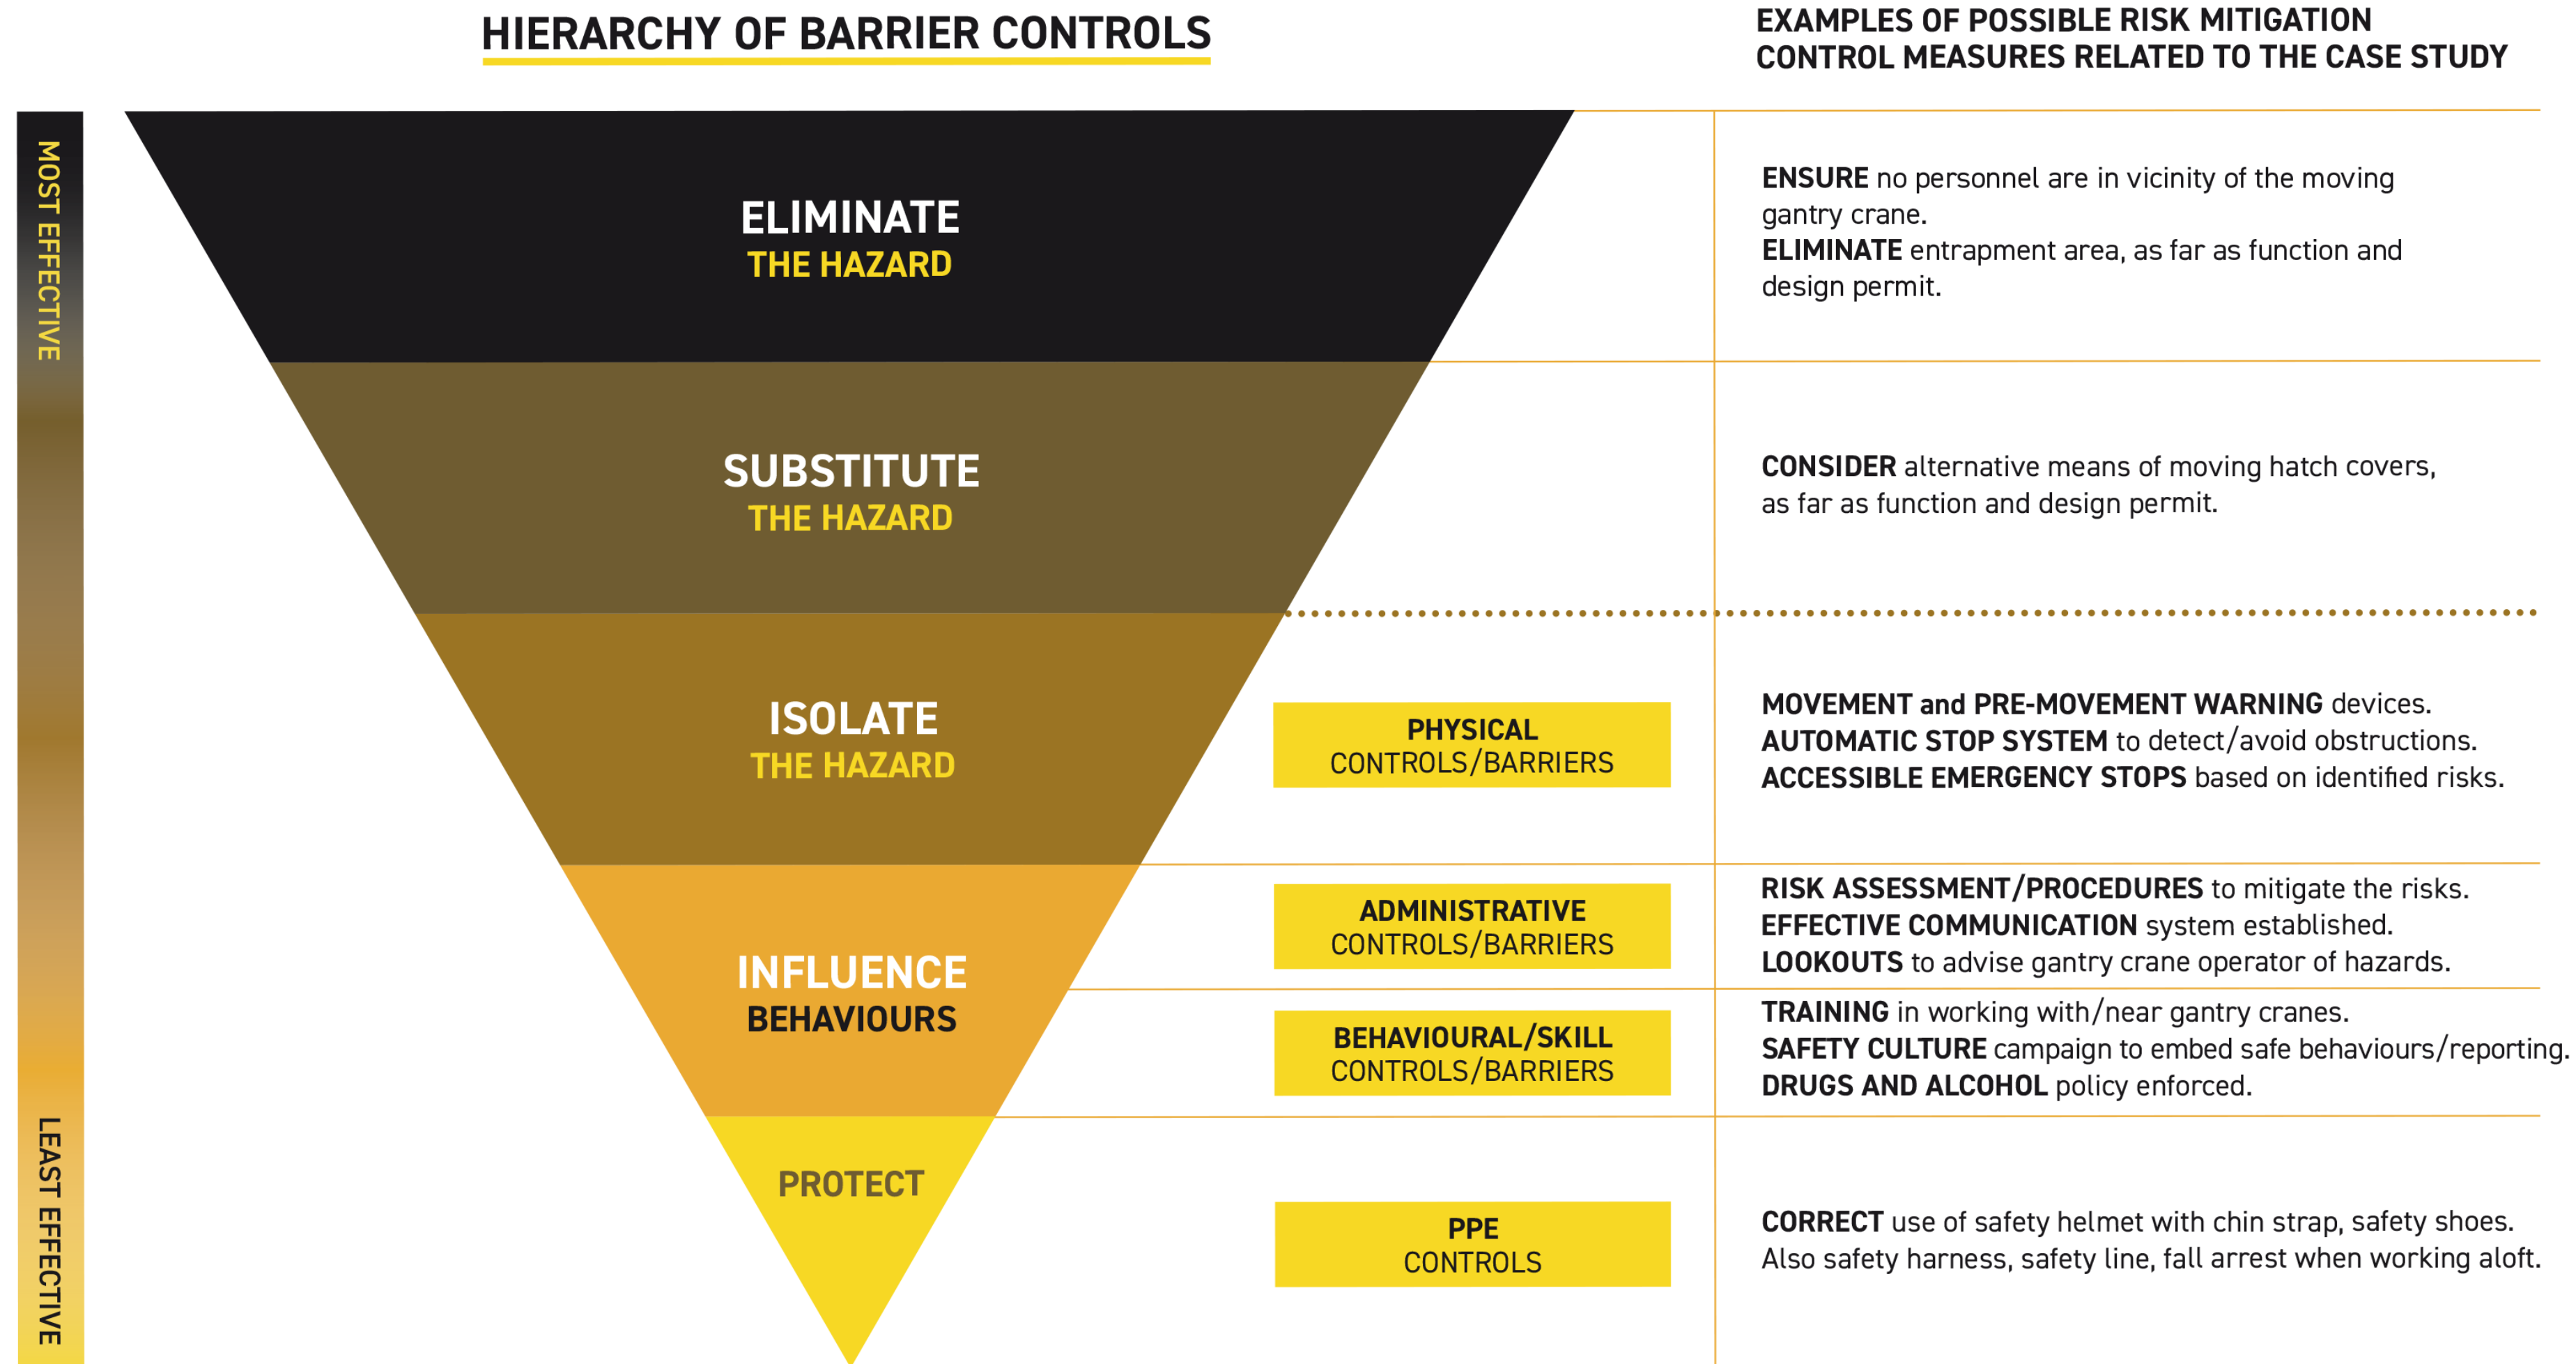 HIERARCHY OF BARRIER CONTROLS
EXAMPLES OF POSSIBLE RISK MITIGATION
CONTROL MEASURES RELATED TO THE CASE STUDY
MOST EFFECTIVE
ELIMINATE
THE HAZARD
ENSURE no personnel are in vicinity of the moving
gantry crane.
ELIMINATE entrapment area, as far as function and
design permit.
SUBSTITUTE
THE HAZARD
CONSIDER alternative means of moving hatch covers,
as far as function and design permit.
ISOLATE
THE HAZARD
PHYSICAL
CONTROLS/BARRIERS
MOVEMENT and PRE-MOVEMENT WARNING devices.
AUTOMATIC STOP SYSTEM to detect/avoid obstructions.
ACCESSIBLE EMERGENCY STOPS based on identified risks.
INFLUENCE
BEHAVIOURS
ADMINISTRATIVE
CONTROLS/BARRIERS
RISK ASSESSMENT/PROCEDURES to mitigate the risks.
EFFECTIVE COMMUNICATION system established.
LOOKOUTS to advise gantry crane operator of hazards.
BEHAVIOURAL/SKILL
CONTROLS/BARRIERS
TRAINING in working with/near gantry cranes.
SAFETY CULTURE campaign to embed safe behaviours/reporting.
DRUGS AND ALCOHOL policy enforced.
PROTECT
PPE
CONTROLS
CORRECT use of safety helmet with chin strap, safety shoes.
Also safety harness, safety line, fall arrest when working aloft.
LEAST EFFECTIVE